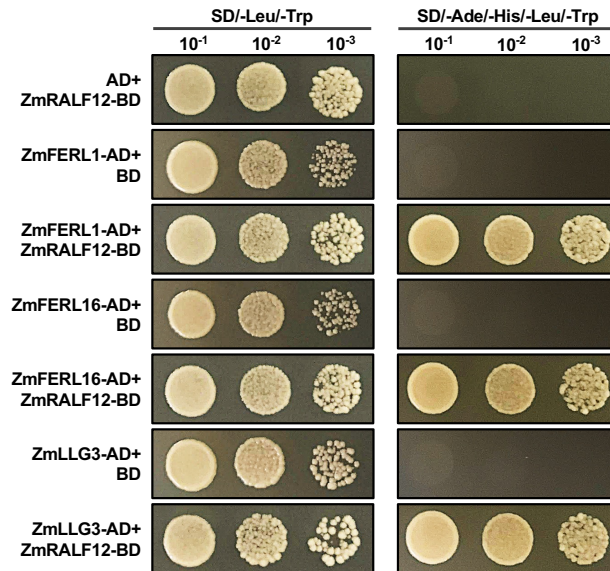 SD/-Leu/-Trp SD/-Ade/-His/-Leu/-Trp
10⁻¹ 10⁻² 10⁻³ 10⁻¹ 10⁻² 10⁻³
AD+
ZmRALF12-BD
ZmFERL1-AD+
BD
ZmFERL1-AD+
ZmRALF12-BD
ZmFERL16-AD+
BD
ZmFERL16-AD+
ZmRALF12-BD
ZmLLG3-AD+
BD
ZmLLG3-AD+
ZmRALF12-BD